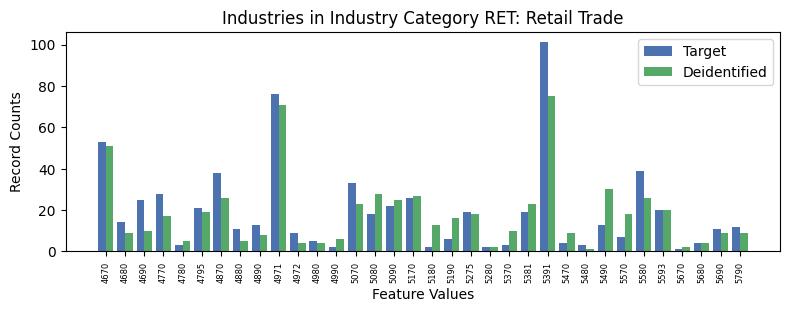 Industries in Industry Category RET: Retail Trade
Target
Deidentified
Record Counts
100
80
60
40
20
0
4670 4680 4690 4770 4780 4795 4870 4880 4890 4971 4972 4980 4990 5070 5080 5090 5170 5180 5190 5275 5280 5370 5381 5391 5470 5480 5490 5570 5580 5593 5670 5680 5690 5790
Feature Values